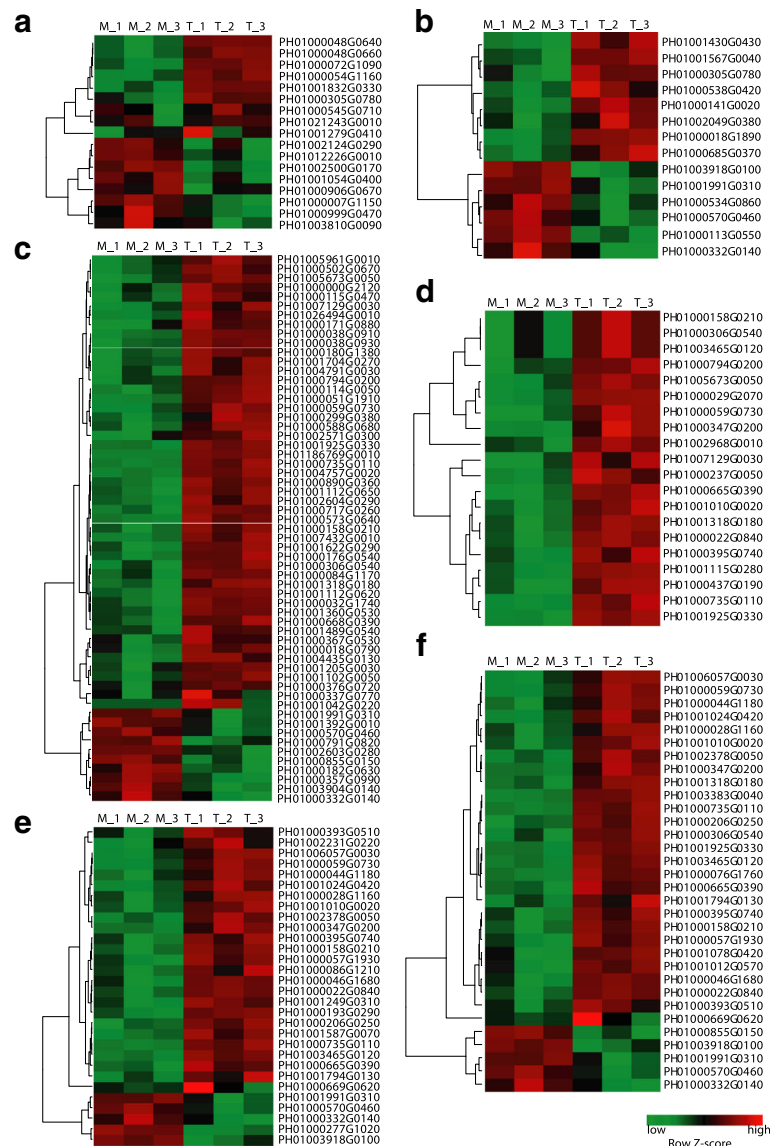 a
M_1 M_2 M_3 T_1 T_2 T_3
PH01000048G0640
PH01000048G0660
PH01000072G1090
PH01000054G1160
PH01001832G0330
PH01000305G0780
PH01000545G0710
PH01021243G0010
PH01001279G0410
PH01002124G0290
PH01012226G0010
PH01002500G0170
PH01001054G0400
PH01000906G0670
PH01000007G1150
PH01000999G0470
PH01003810G0090
b
M_1 M_2 M_3 T_1 T_2 T_3
PH01001430G0430
PH01001567G0040
PH01000305G0780
PH01000538G0420
PH01000141G0020
PH01002049G0380
PH01000018G1890
PH01000685G0370
PH01003918G0100
PH01001991G0310
PH01000534G0860
PH01000570G0460
PH01000113G0550
PH01000332G0140
c
M_1 M_2 M_3 T_1 T_2 T_3
PH01005961G0010
PH01000502G0670
PH01005673G0050
PH01000000G2120
PH01000115G0470
PH01007129G0030
PH01026494G0010
PH01000171G0880
PH01000038G0910
PH01000038G0930
PH01000180G1380
PH01001704G0270
PH01004791G0030
PH01000794G0200
PH01000114G0050
PH01000051G1910
PH01000059G0730
PH01000299G0380
PH01000588G0680
PH01002571G0300
PH01001925G0330
PH01186769G0010
PH01000735G0110
PH01004757G0020
PH01000890G0360
PH01001112G0650
PH01002604G0290
PH01000717G0260
PH01000573G0640
PH01000158G0210
PH01007432G0010
PH01001622G0290
PH01000176G0540
PH01000306G0540
PH01000084G1170
PH01001318G0180
PH01001112G0620
PH01000032G1740
PH01001360G0530
PH01000668G0390
PH01001489G0540
PH01000367G0530
PH01000018G0790
PH01004435G0130
PH01001205G0030
PH01001102G0050
PH01000376G0720
PH01000337G0770
PH01001042G0220
PH01001991G0310
PH01001392G0010
PH01000570G0460
PH01000791G0820
PH01002603G0280
PH01000855G0150
PH01000182G0630
PH01000357G0990
PH01003904G0140
PH01000332G0140
d
M_1 M_2 M_3 T_1 T_2 T_3
PH01000158G0210
PH01000306G0540
PH01003465G0120
PH01000794G0200
PH01005673G0050
PH01000029G2070
PH01000059G0730
PH01000347G0200
PH01002968G0010
PH01007129G0030
PH01000237G0050
PH01000665G0390
PH01001010G0020
PH01001318G0180
PH01000022G0840
PH01000395G0740
PH01001115G0280
PH01000437G0190
PH01000735G0110
PH01001925G0330
e
M_1 M_2 M_3 T_1 T_2 T_3
PH01000393G0510
PH01002231G0220
PH01006057G0030
PH01000059G0730
PH01000044G1180
PH01001024G0420
PH01000028G1160
PH01001010G0020
PH01002378G0050
PH01000347G0200
PH01000395G0740
PH01000158G0210
PH01000057G1930
PH01000086G1210
PH01000046G1680
PH01000022G0840
PH01001249G0310
PH01000193G0290
PH01000206G0250
PH01001587G0070
PH01000735G0110
PH01003465G0120
PH01000665G0390
PH01001794G0130
PH01000669G0620
PH01001991G0310
PH01000570G0460
PH01000332G0140
PH01000277G1020
PH01003918G0100
f
M_1 M_2 M_3 T_1 T_2 T_3
PH01006057G0030
PH01000059G0730
PH01000044G1180
PH01001024G0420
PH01000028G1160
PH01001010G0020
PH01002378G0050
PH01000347G0200
PH01001318G0180
PH01003383G0040
PH01000735G0110
PH01000206G0250
PH01000306G0540
PH01001925G0330
PH01003465G0120
PH01000076G1760
PH01000665G0390
PH01001794G0130
PH01000395G0740
PH01000158G0210
PH01000057G1930
PH01001078G0420
PH01001012G0570
PH01000046G1680
PH01000022G0840
PH01000393G0510
PH01000669G0620
PH01000855G0150
PH01003918G0100
PH01001991G0310
PH01000570G0460
PH01000332G0140
low high
Row Z-score